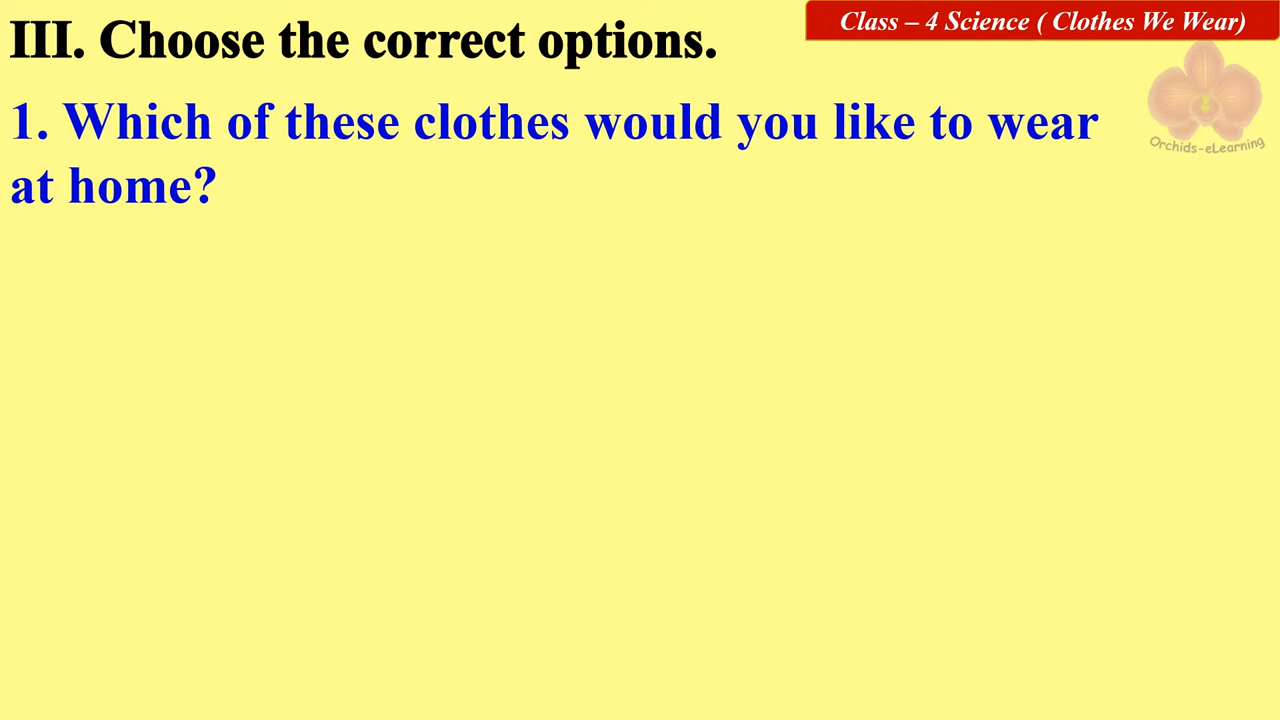 Class – 4 Science ( Clothes We Wear)
III. Choose the correct options.
Orchids-eLearning
1. Which of these clothes would you like to wear
at home?